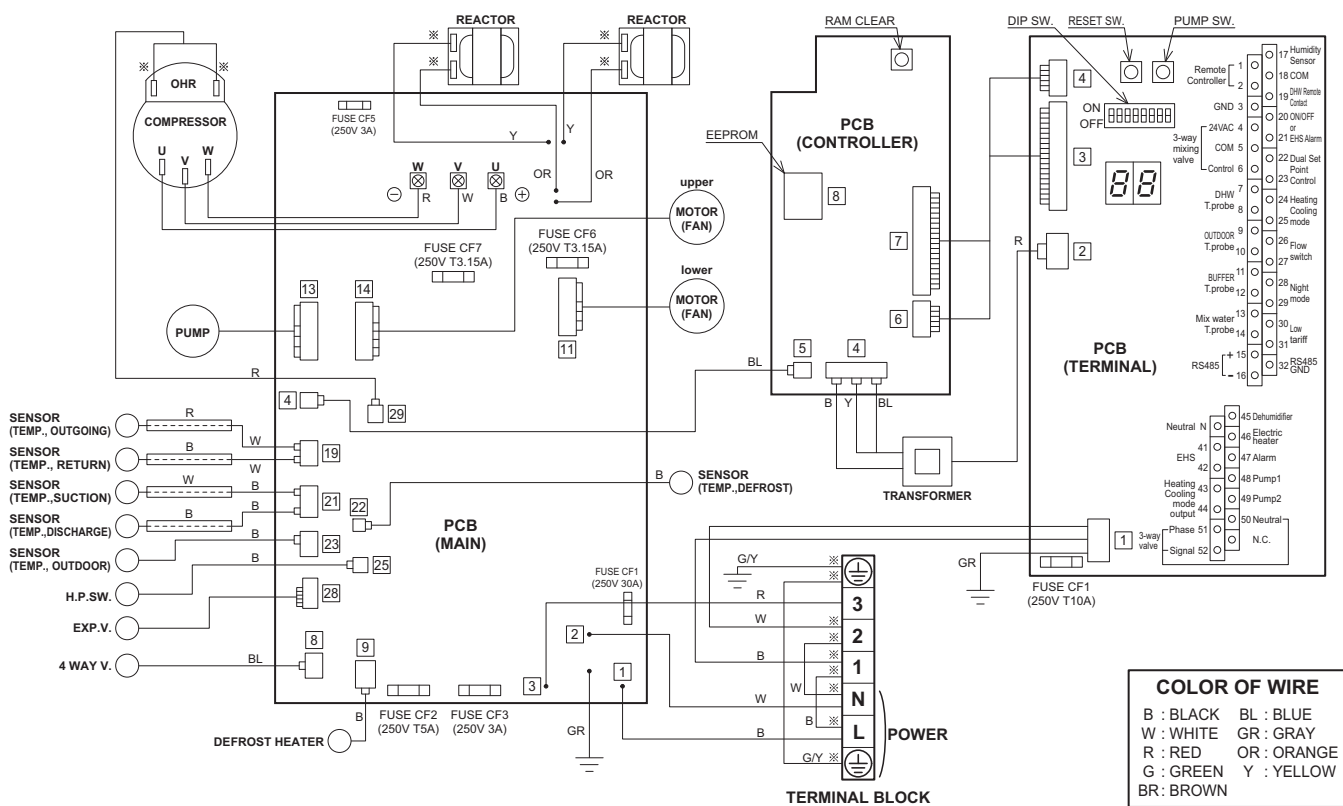 REACTOR
REACTOR
※
※
※
※
OHR
COMPRESSOR
U
V
W
FUSE CF5
(250V 3A)
Y
Y
OR
OR
W
V
U
−
+
R
W
B
FUSE CF7
(250V T3.15A)
FUSE CF6
(250V T3.15A)
upper
MOTOR
(FAN)
lower
MOTOR
(FAN)
13
14
11
PUMP
R
4
29
BL
SENSOR
(TEMP., OUTGOING)
R
W
19
SENSOR
(TEMP., RETURN)
B
W
SENSOR
(TEMP.,SUCTION)
W
B
21
SENSOR
(TEMP.,DISCHARGE)
B
B
22
B
SENSOR
(TEMP.,DEFROST)
SENSOR
(TEMP., OUTDOOR)
B
23
H.P.SW.
B
25
EXP.V.
28
4 WAY V.
BL
8
9
B
DEFROST HEATER
PCB
(MAIN)
FUSE CF2
(250V T5A)
FUSE CF3
(250V 3A)
FUSE CF1
(250V 30A)
2
3
1
GR
RAM CLEAR
PCB
(CONTROLLER)
EEPROM
8
7
6
5
4
B
Y
BL
TRANSFORMER
R
DIP SW.
RESET SW.
PUMP SW.
4
3
2
ON
OFF
88
PCB
(TERMINAL)
Remote
Controller
1
2
GND 3
3-way
mixing
valve
24VAC 4
COM 5
Control 6
DHW
T.probe
7
8
OUTDOOR
T.probe
9
10
BUFFER
T.probe
11
12
Mix water
T.probe
13
14
RS485
+ 15
- 16
17 Humidity
Sensor
18 COM
19 DHW Remote
Contact
20 ON/OFF
or
21 EHS Alarm
22 Dual Set
Point
23 Control
24 Heating
Cooling
25 mode
26 Flow
27 switch
28 Night
29 mode
30 Low
31 tariff
32 RS485
GND
Neutral N
EHS
41
42
Heating
Cooling
mode
output
43
44
3-way
valve
Phase 51
Signal 52
45 Dehumidifier
46 Electric
heater
47 Alarm
48 Pump1
49 Pump2
50 Neutral
N.C.
1
GR
FUSE CF1
(250V T10A)
G/Y
※
※
R
3
W
※
2
※
B
1
※
W
W
※
N
B
B
※
L
POWER
G/Y
※
TERMINAL BLOCK
COLOR OF WIRE
B : BLACK BL : BLUE
W : WHITE GR : GRAY
R : RED OR : ORANGE
G : GREEN Y : YELLOW
BR : BROWN